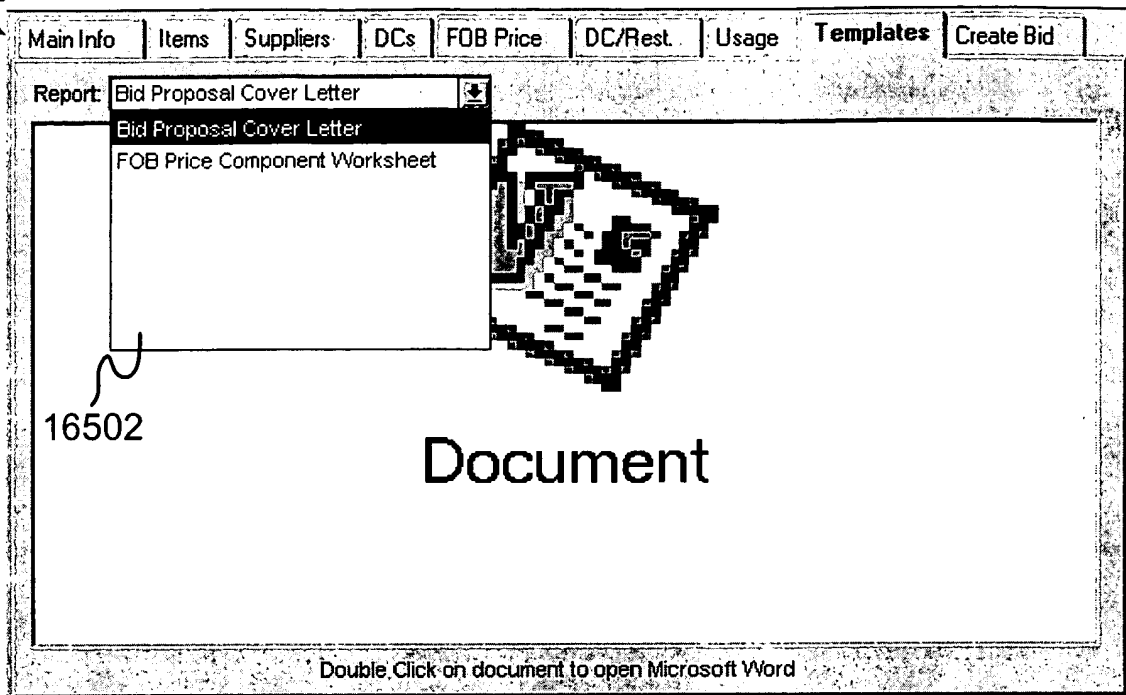 Main Info Items Suppliers DCs FOB Price DC/Rest. Usage Templates Create Bid
Report: Bid Proposal Cover Letter
Bid Proposal Cover Letter
FOB Price Component Worksheet
16502
Document
Double Click on document to open Microsoft Word